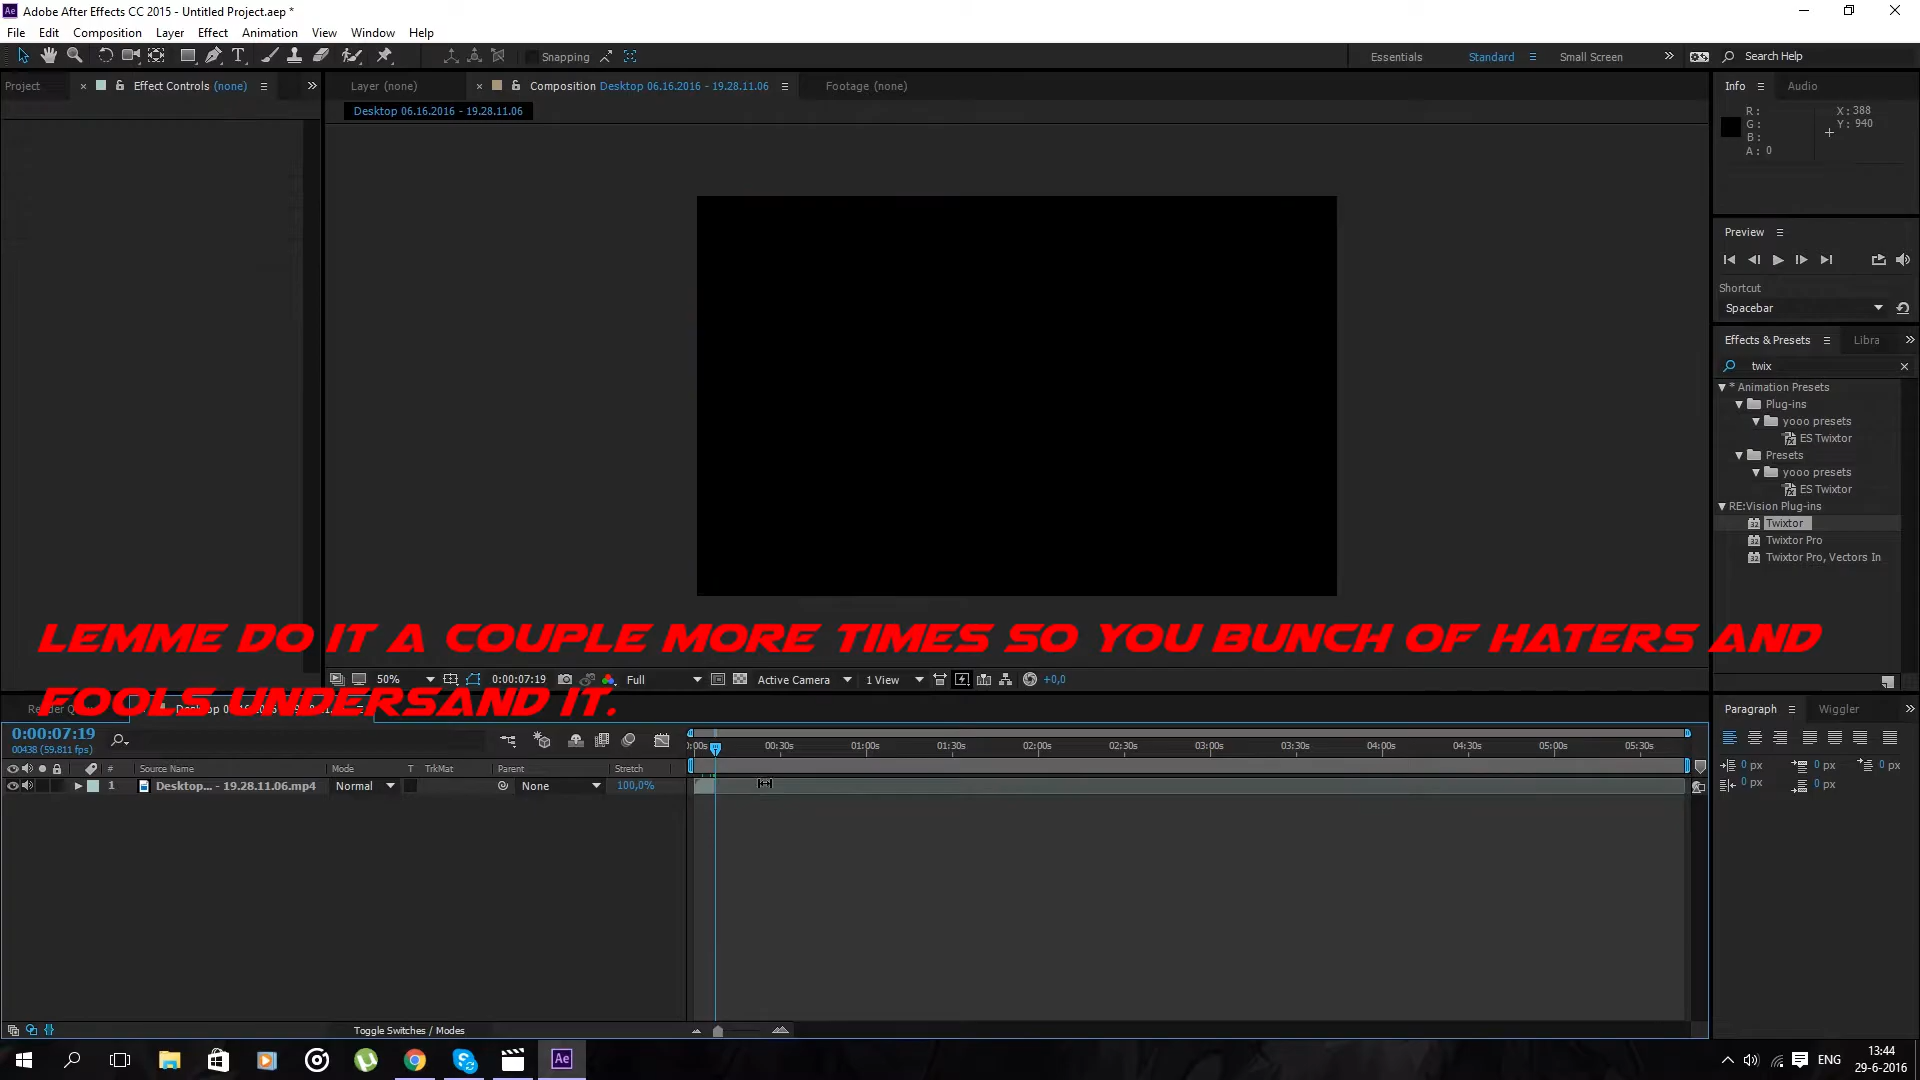 Adobe After Effects CC 2015 - Untitled Project.aep *
File Edit Composition Layer Effect Animation View Window Help
Snapping
Essentials Standard Small Screen Search Help
Project Effect Controls (none)
Layer (none) Composition Desktop 06.16.2016 - 19.28.11.06 Footage (none)
Desktop 06.16.2016 - 19.28.11.06
Info Audio
R: X: 388
G: Y: 940
B:
A: 0
Preview
Shortcut
Spacebar
Effects & Presets Libra
twix
* Animation Presets
Plug-ins
yooo presets
ES Twixtor
Presets
yooo presets
ES Twixtor
RE:Vision Plug-ins
Twixtor
Twixtor Pro
Twixtor Pro, Vectors In
LEMME DO IT A COUPLE MORE TIMES SO YOU BUNCH OF HATERS AND
FOOLS UNDERSAND IT.
50% 0:00:07:19 Full Active Camera 1 View +0,0
Paragraph Wiggler
0 px 0 px 0 px
0 px 0 px
0:00:07:19
00438 (59.811 fps)
# Source Name Mode T TrkMat Parent Stretch
1 Desktop... - 19.28.11.06.mp4 Normal None 100,0%
00:30s 01:00s 01:30s 02:00s 02:30s 03:00s 03:30s 04:00s 04:30s 05:00s 05:30s
Toggle Switches / Modes
ENG
13:44
29-6-2016